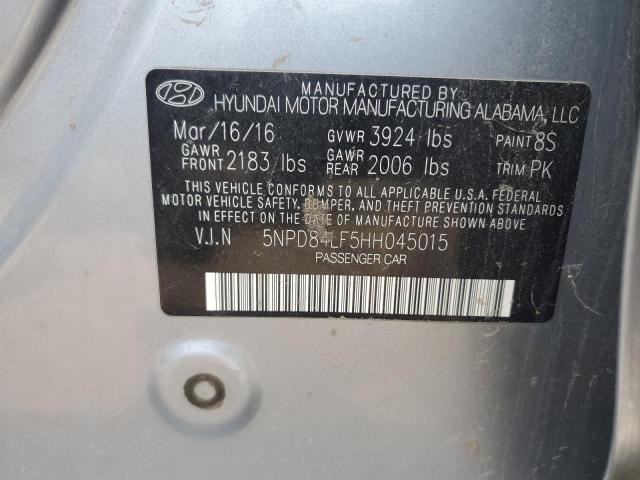 MANUFACTURED BY
HYUNDAI MOTOR MANUFACTURING ALABAMA, LLC
Mar/16/16 GVWR 3924 lbs PAINT 8S
GAWR FRONT 2183 lbs GAWR REAR 2006 lbs TRIM PK
THIS VEHICLE CONFORMS TO ALL APPLICABLE U.S.A. FEDERAL
MOTOR VEHICLE SAFETY, BUMPER, AND THEFT PREVENTION STANDARDS
IN EFFECT ON THE DATE OF MANUFACTURE SHOWN ABOVE.
V.I.N 5NPD84LF5HH045015
PASSENGER CAR